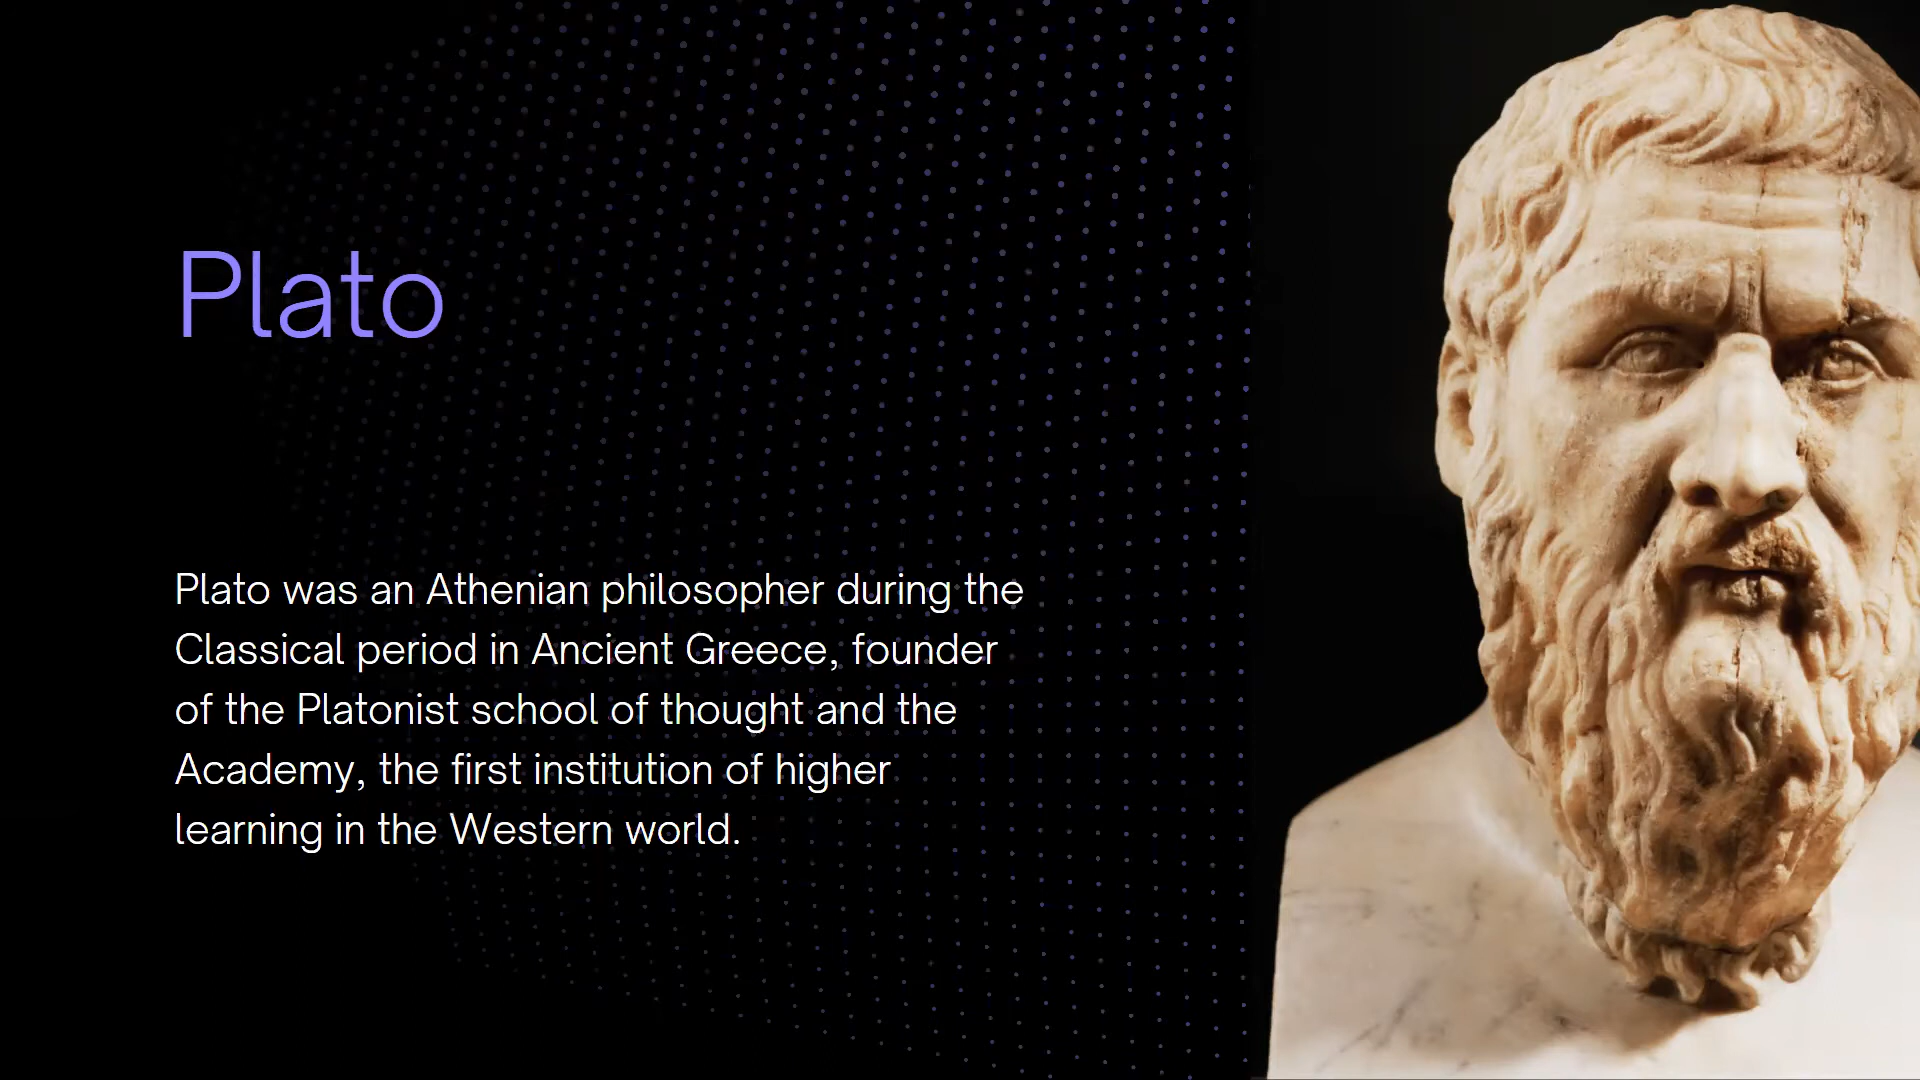 Plato
Plato was an Athenian philosopher during the
Classical period in Ancient Greece, founder
of the Platonist school of thought and the
Academy, the first institution of higher
learning in the Western world.